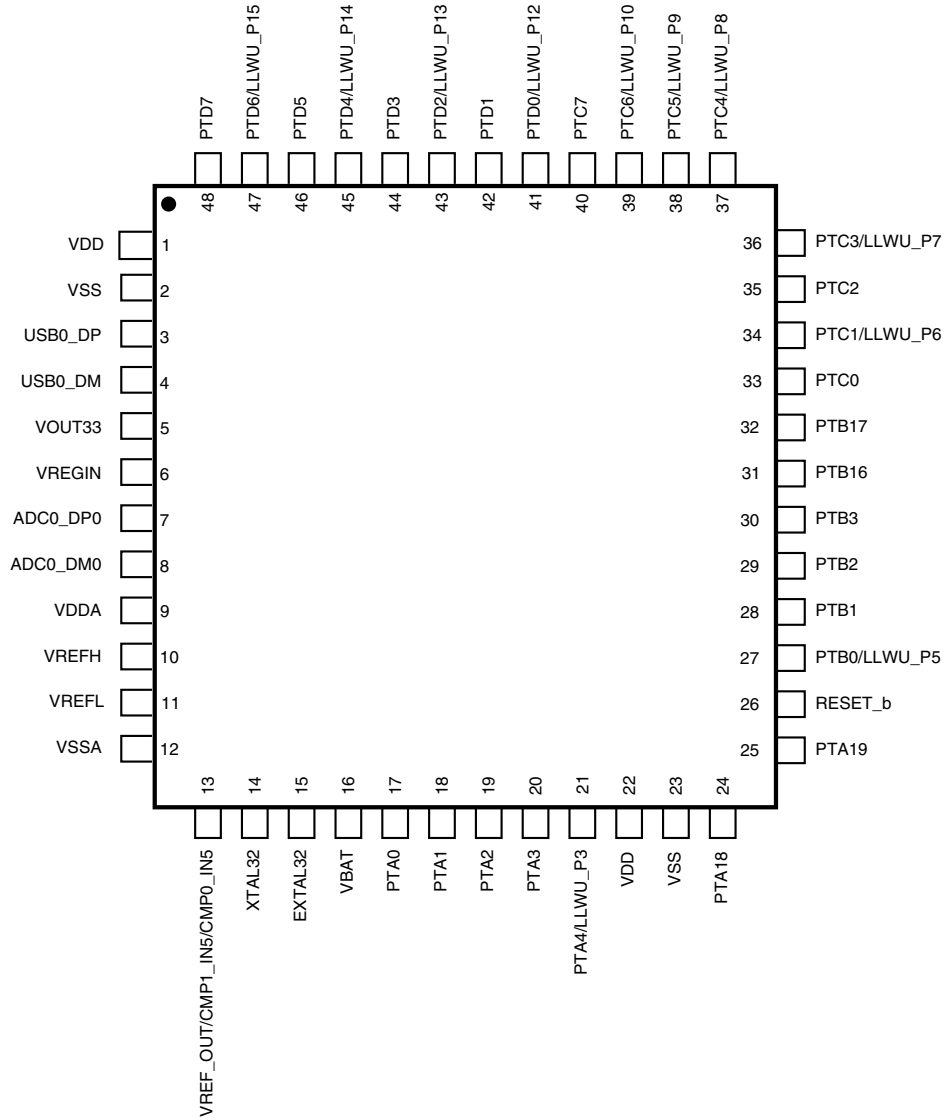 PTD7
PTD6/LLWU_P15
PTD5
PTD4/LLWU_P14
PTD3
PTD2/LLWU_P13
PTD1
PTD0/LLWU_P12
PTC7
PTC6/LLWU_P10
PTC5/LLWU_P9
PTC4/LLWU_P8
48 47 46 45 44 43 42 41 40 39 38 37
VDD 1
VSS 2
USB0_DP 3
USB0_DM 4
VOUT33 5
VREGIN 6
ADC0_DP0 7
ADC0_DM0 8
VDDA 9
VREFH 10
VREFL 11
VSSA 12
36 PTC3/LLWU_P7
35 PTC2
34 PTC1/LLWU_P6
33 PTC0
32 PTB17
31 PTB16
30 PTB3
29 PTB2
28 PTB1
27 PTB0/LLWU_P5
26 RESET_b
25 PTA19
13 14 15 16 17 18 19 20 21 22 23 24
VREF_OUT/CMP1_IN5/CMP0_IN5
XTAL32
EXTAL32
VBAT
PTA0
PTA1
PTA2
PTA3
PTA4/LLWU_P3
VDD
VSS
PTA18